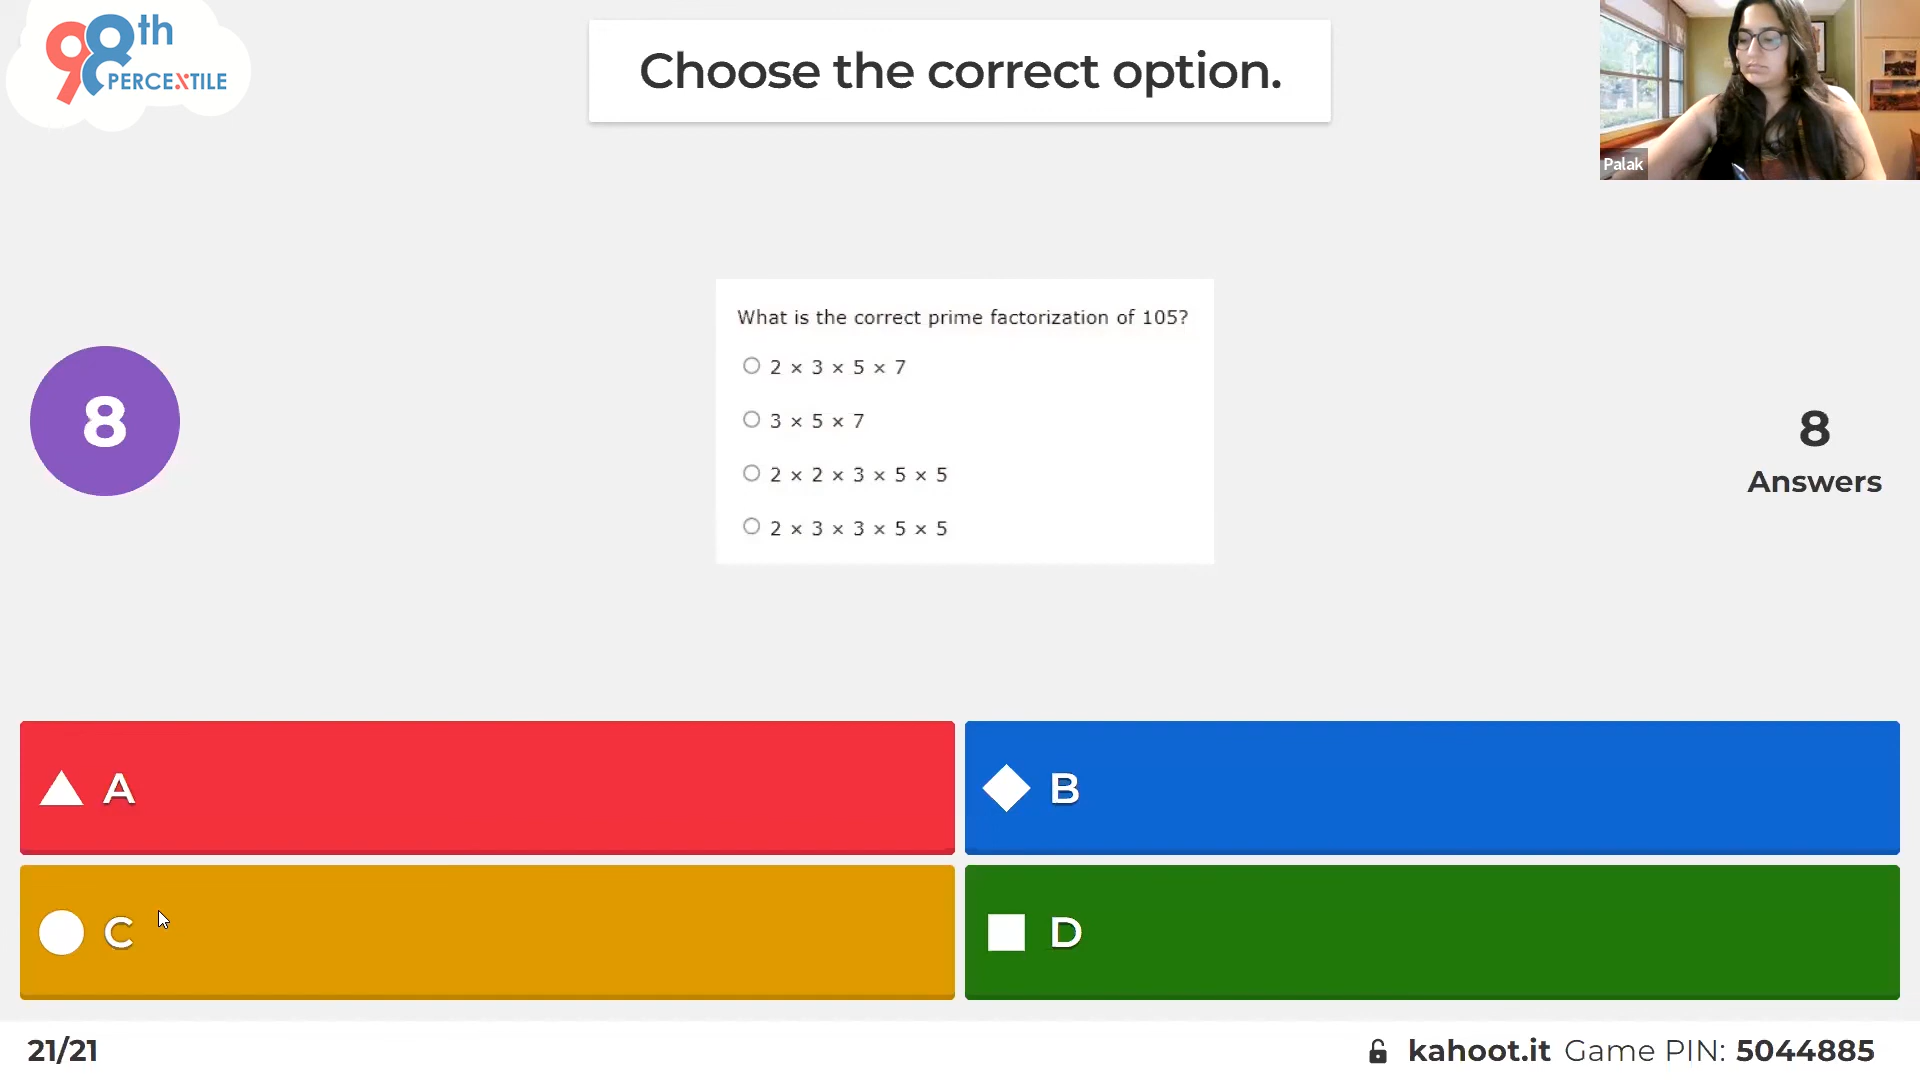 98th
PERCEXTILE
Choose the correct option.
Palak
What is the correct prime factorization of 105?
2 × 3 × 5 × 7
3 × 5 × 7
2 × 2 × 3 × 5 × 5
2 × 3 × 3 × 5 × 5
8
8
Answers
A
B
C
D
21/21
kahoot.it Game PIN: 5044885